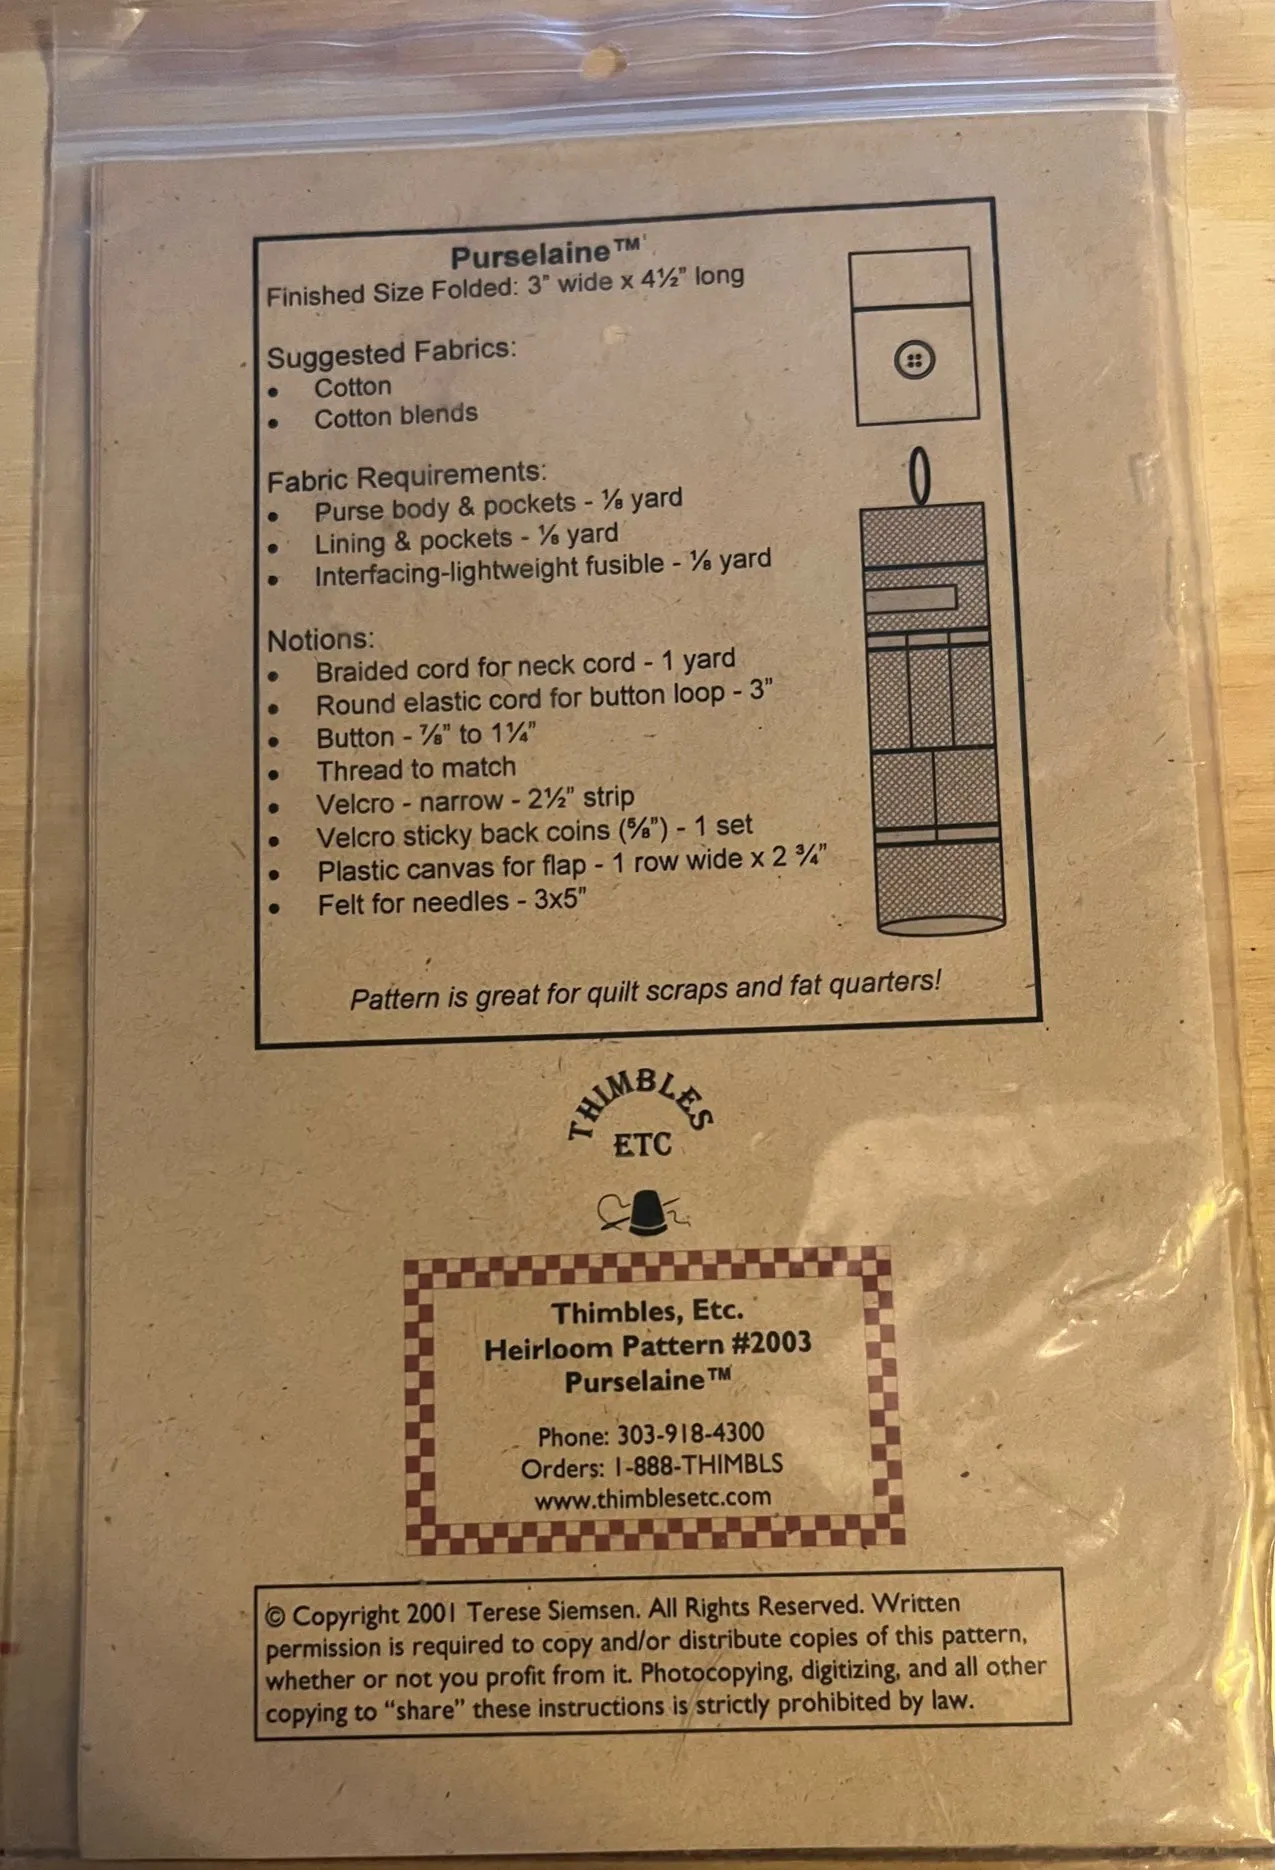 Purselaine™
Finished Size Folded: 3" wide x 4½" long
Suggested Fabrics:
• Cotton
• Cotton blends
Fabric Requirements:
• Purse body & pockets - ⅛ yard
• Lining & pockets - ⅛ yard
• Interfacing-lightweight fusible - ⅛ yard
Notions:
• Braided cord for neck cord - 1 yard
• Round elastic cord for button loop - 3"
• Button - ⅞" to 1¼"
• Thread to match
• Velcro - narrow - 2½" strip
• Velcro sticky back coins (⅝") - 1 set
• Plastic canvas for flap - 1 row wide x 2 ¾"
• Felt for needles - 3x5"
Pattern is great for quilt scraps and fat quarters!
THIMBLES
ETC
Thimbles, Etc.
Heirloom Pattern #2003
Purselaine™
Phone: 303-918-4300
Orders: 1-888-THIMBLS
www.thimblesetc.com
© Copyright 2001 Terese Siemsen. All Rights Reserved. Written
permission is required to copy and/or distribute copies of this pattern,
whether or not you profit from it. Photocopying, digitizing, and all other
copying to “share” these instructions is strictly prohibited by law.